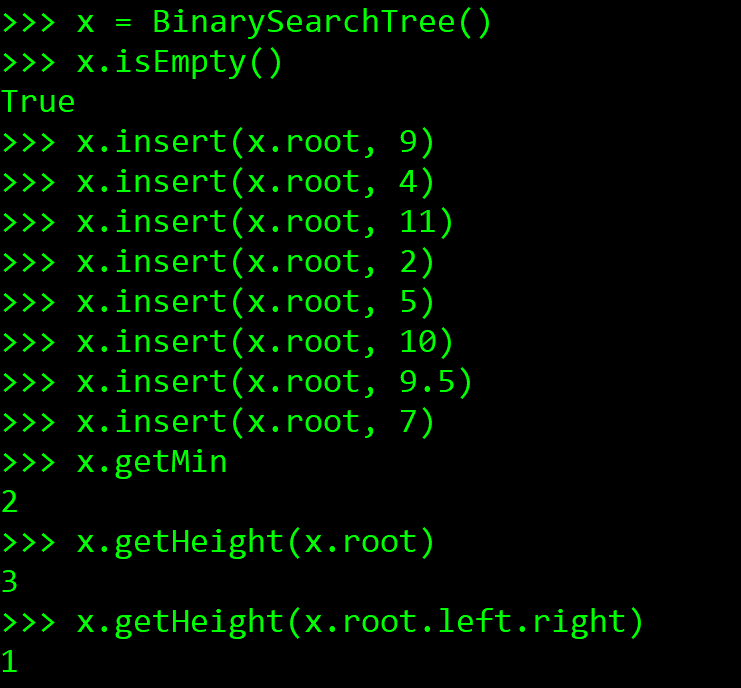 >>> x = BinarySearchTree()
>>> x.isEmpty()
True
>>> x.insert(x.root, 9)
>>> x.insert(x.root, 4)
>>> x.insert(x.root, 11)
>>> x.insert(x.root, 2)
>>> x.insert(x.root, 5)
>>> x.insert(x.root, 10)
>>> x.insert(x.root, 9.5)
>>> x.insert(x.root, 7)
>>> x.getMin
2
>>> x.getHeight(x.root)
3
>>> x.getHeight(x.root.left.right)
1